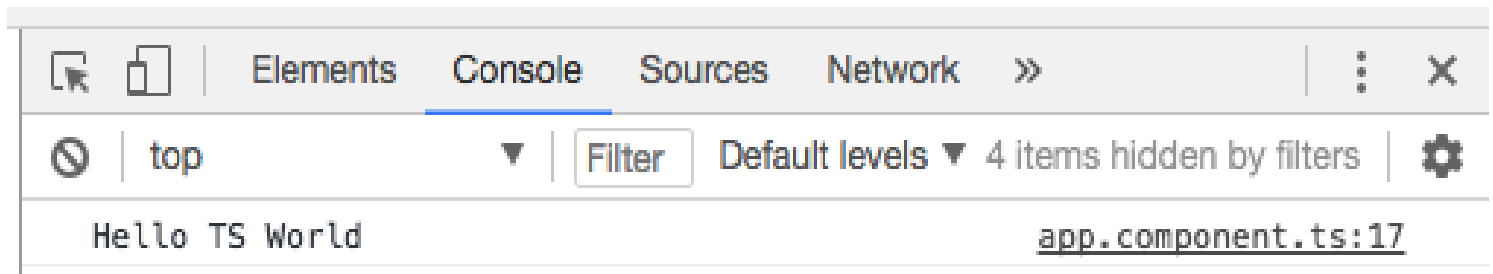 Elements Console Sources Network »
top Filter Default levels 4 items hidden by filters
Hello TS World app.component.ts:17